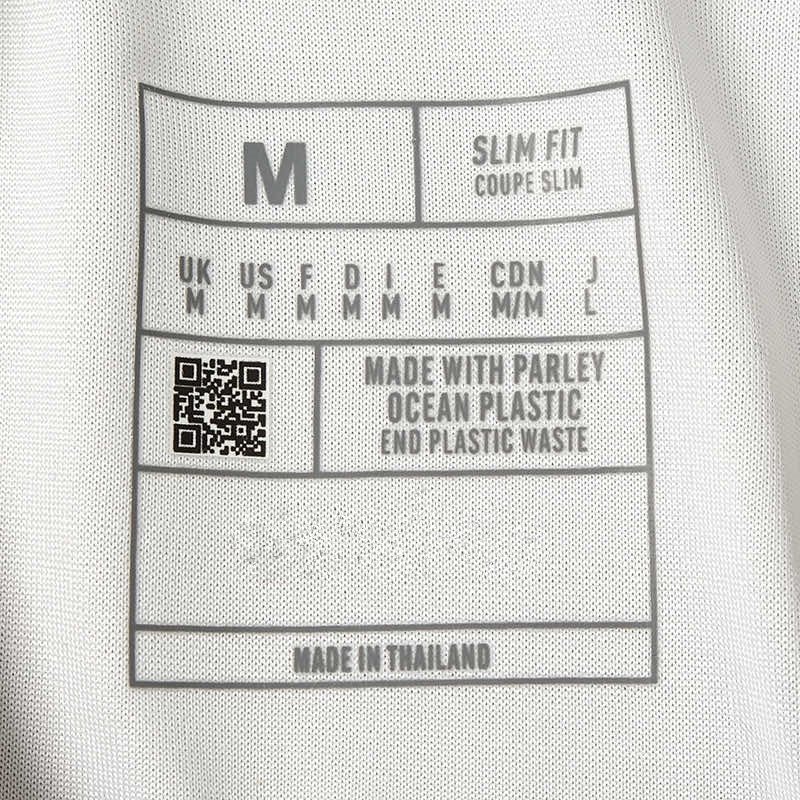 M
SLIM FIT
COUPE SLIM
UK US F D I E CDN J
M M M M M M M/M L
MADE WITH PARLEY
OCEAN PLASTIC
END PLASTIC WASTE
MADE IN THAILAND